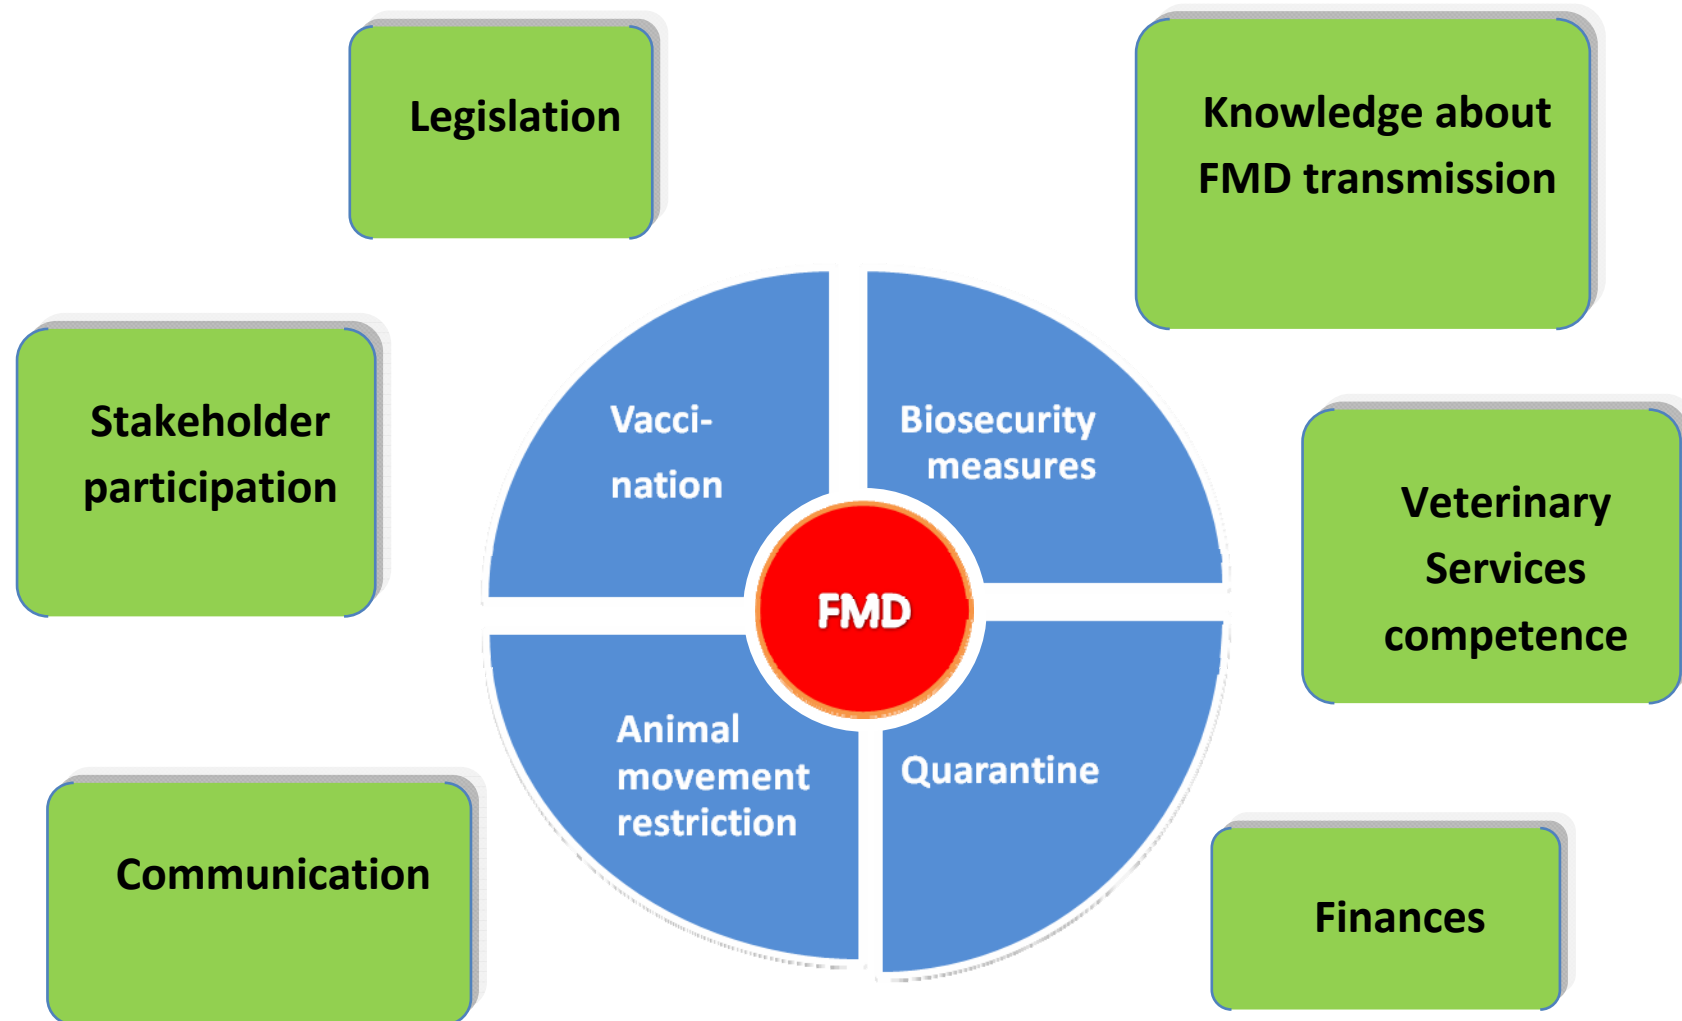 Legislation
Knowledge about
FMD transmission
Stakeholder
participation
Vacci-
nation
Biosecurity
measures
Veterinary
Services
competence
FMD
Animal
movement
restriction
Quarantine
Communication
Finances